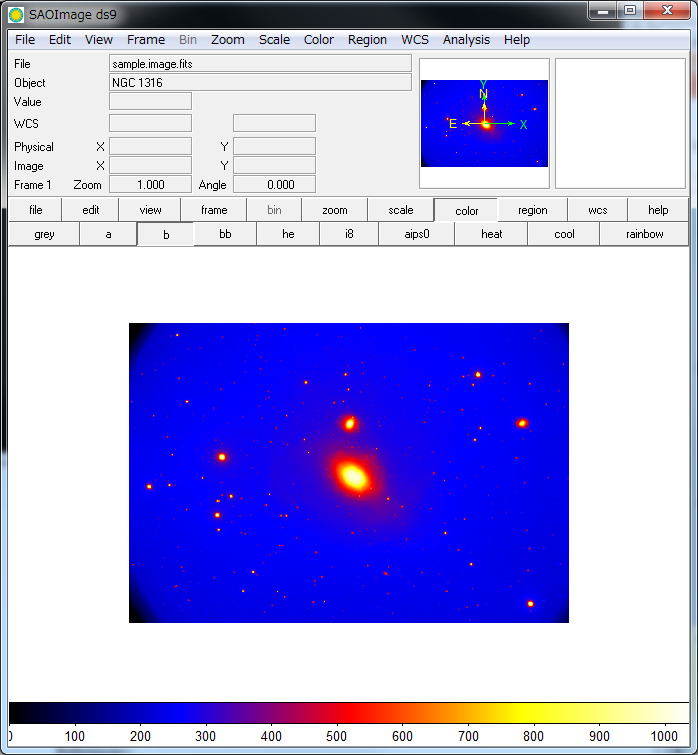 SAOImage ds9
File Edit View Frame Bin Zoom Scale Color Region WCS Analysis Help
File sample.image.fits
Object NGC 1316
Value
WCS
Physical X Y
Image X Y
Frame 1 Zoom 1.000 Angle 0.000
Y
N
E X
file edit view frame bin zoom scale color region wcs help
grey a b bb he i8 aips0 heat cool rainbow
0 100 200 300 400 500 600 700 800 900 1000